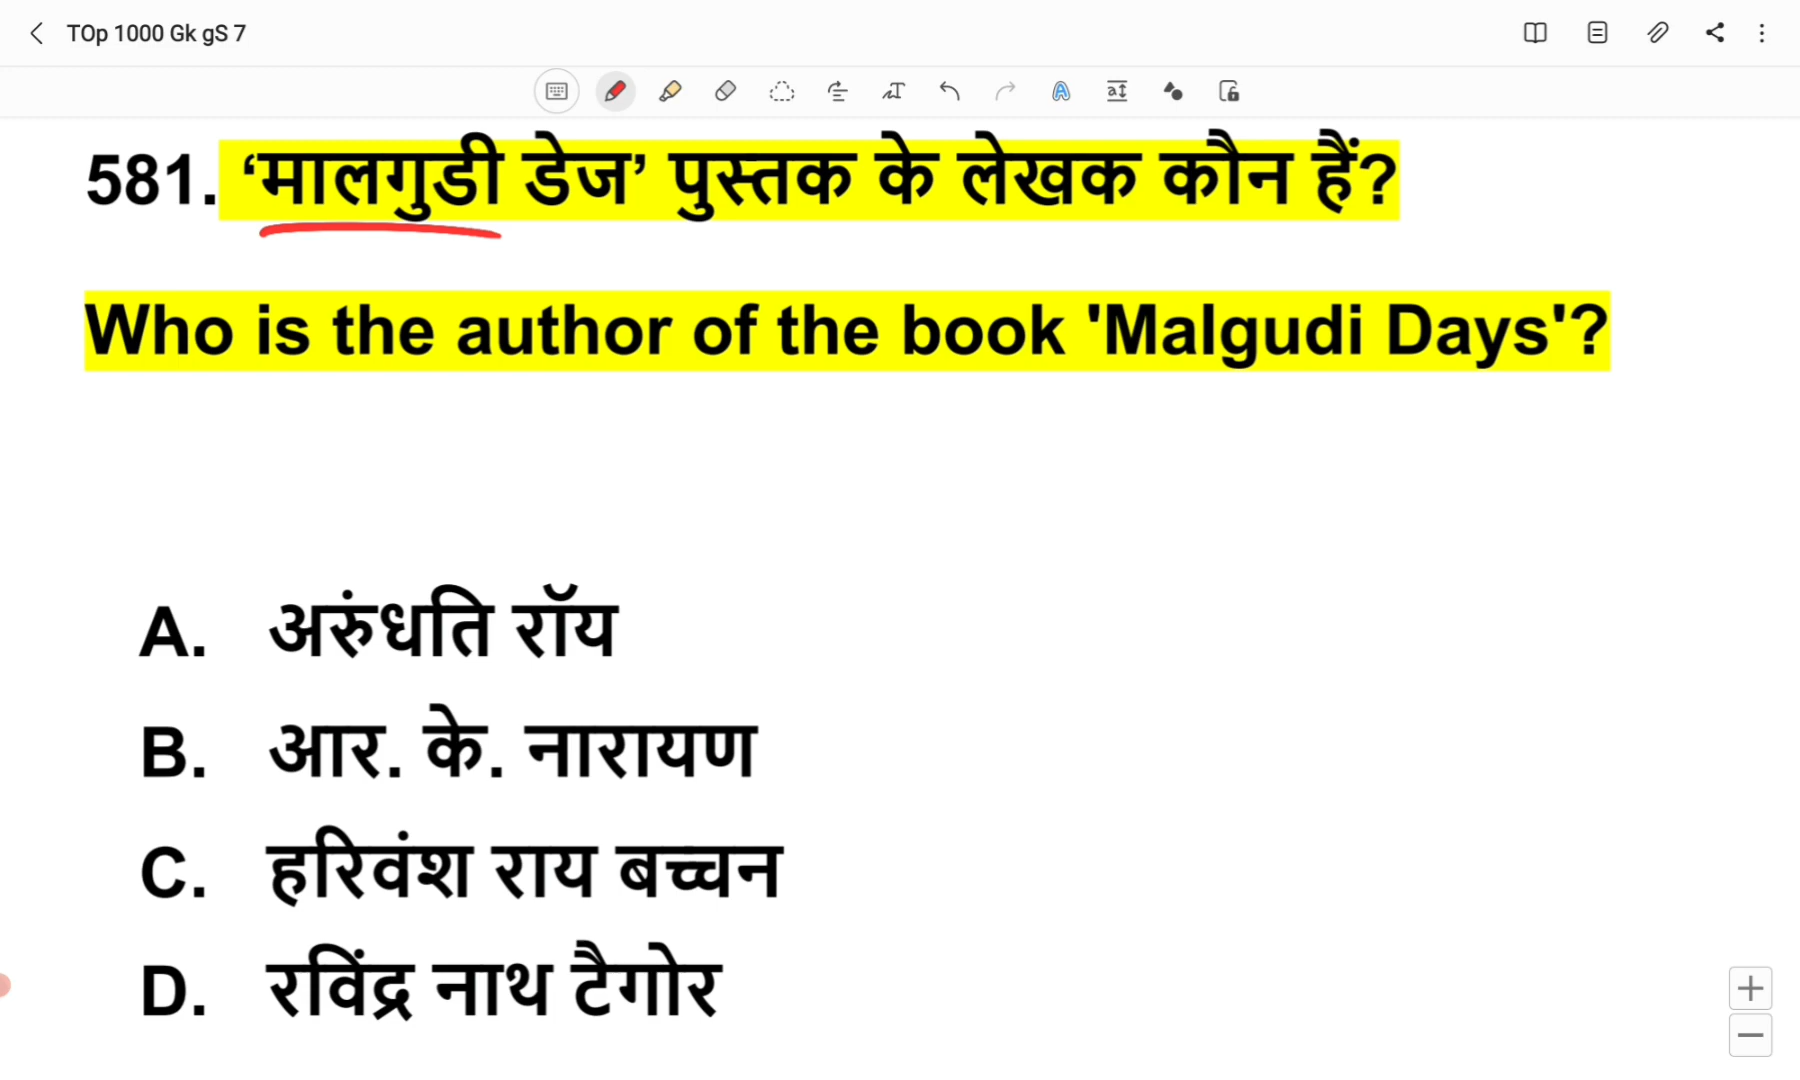 TOp 1000 Gk gS 7
581. ‘मालगुडी डेज’ पुस्तक के लेखक कौन हैं?
Who is the author of the book 'Malgudi Days'?
A. अरुंधति रॉय
B. आर. के. नारायण
C. हरिवंश राय बच्चन
D. रविंद्र नाथ टैगोर